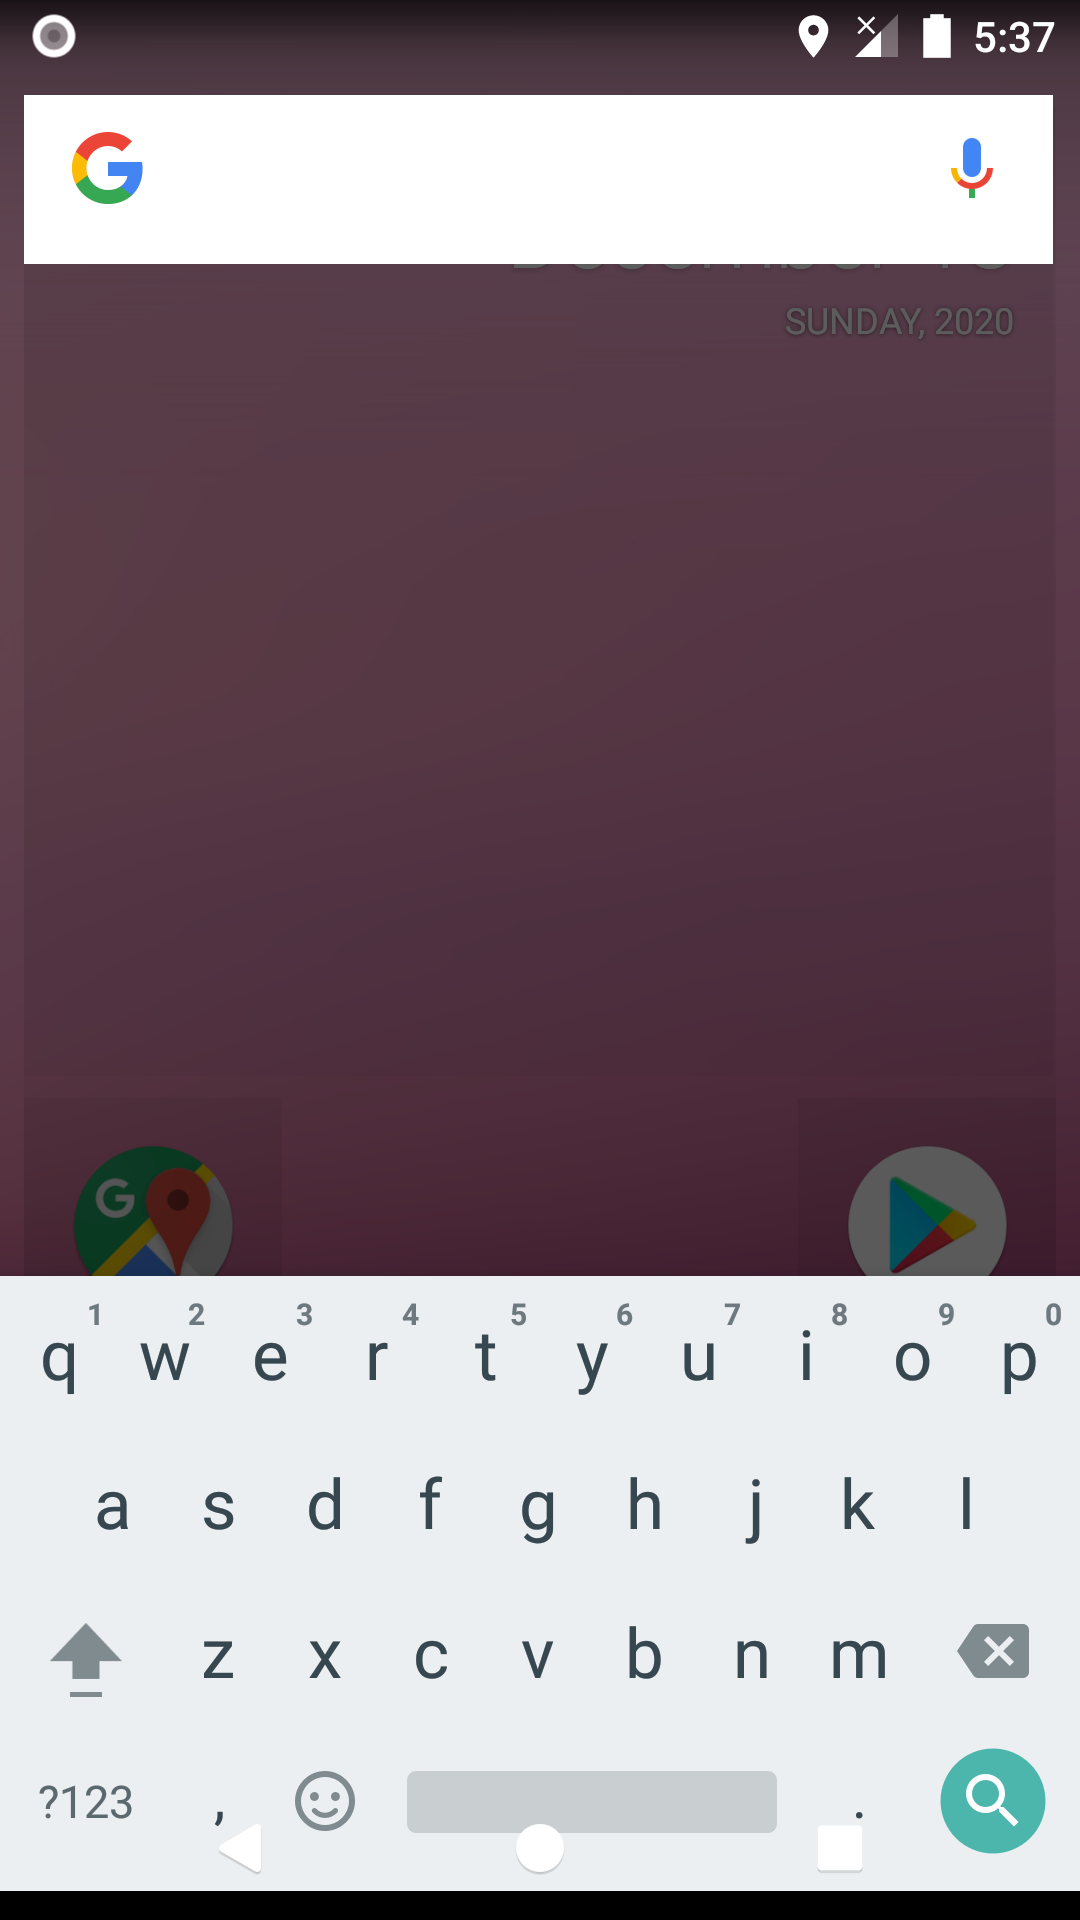 5:37
SUNDAY, 2020
1 2 3 4 5 6 7 8 9 0
q w e r t y u i o p
a s d f g h j k l
z x c v b n m
?123 , .